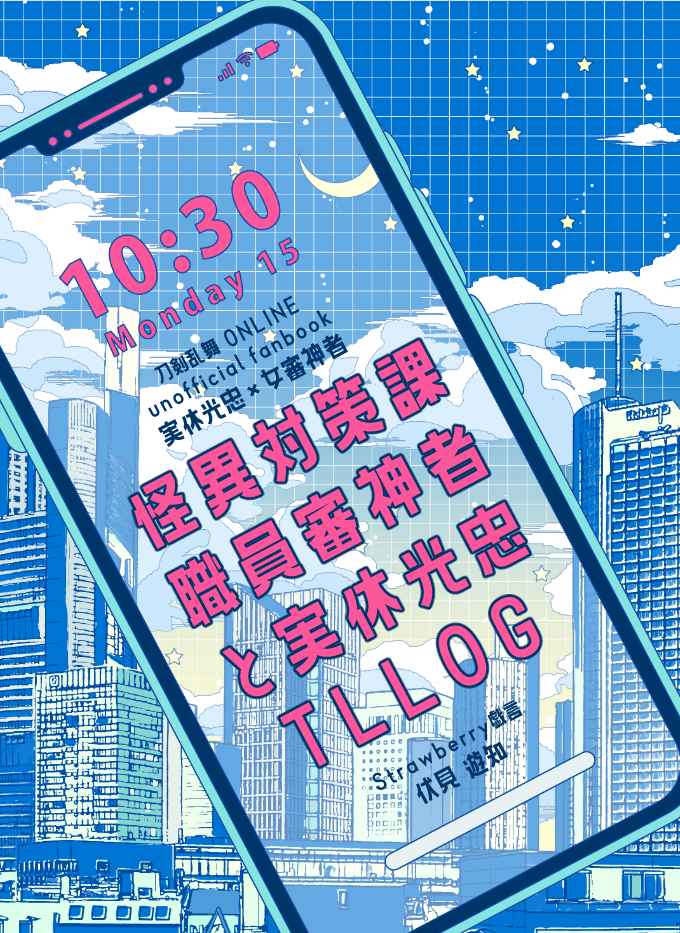 10:30
Monday 15
刀剣乱舞 ONLINE
unofficial fanbook
実休光忠×女審神者
怪異対策課
職員審神者
と実休光忠
TLLOG
Strawberry戯言
伏見 遊知